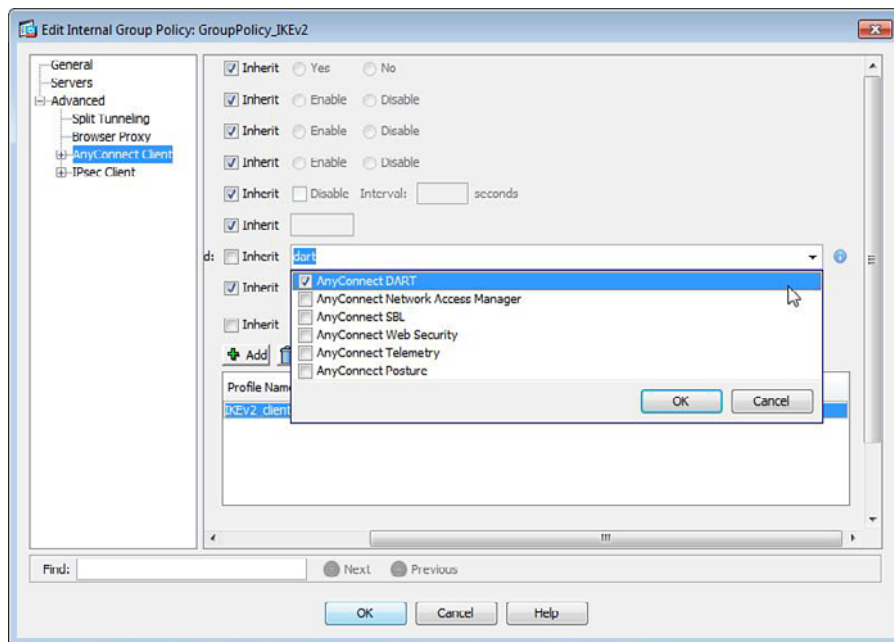 Edit Internal Group Policy: GroupPolicy_IKEv2
General
Servers
Advanced
Split Tunneling
Browser Proxy
AnyConnect Client
IPsec Client
Inherit Yes No
Inherit Enable Disable
Inherit Enable Disable
Inherit Enable Disable
Inherit Disable Interval: seconds
Inherit
d: Inherit dart
Inherit
Inherit
AnyConnect DART
AnyConnect Network Access Manager
AnyConnect SBL
AnyConnect Web Security
AnyConnect Telemetry
AnyConnect Posture
OK Cancel
Add
Profile Nam
IKEv2_client
Find: Next Previous
OK Cancel Help